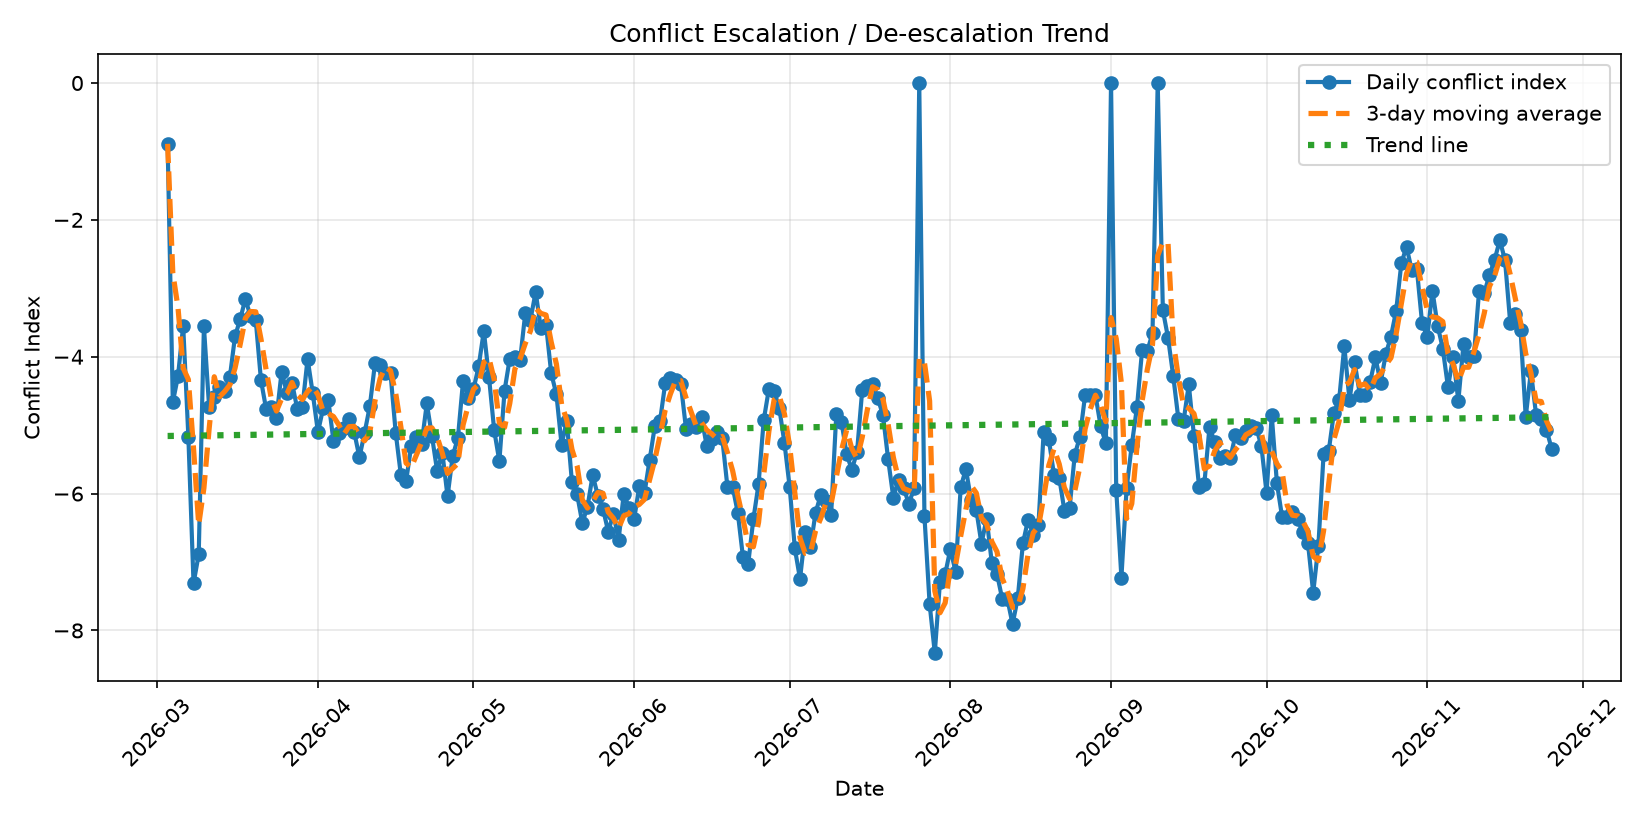 Conflict Escalation / De-escalation Trend
Daily conflict index
3-day moving average
Trend line
Conflict Index
0
−2
−4
−6
−8
2026-03
2026-04
2026-05
2026-06
2026-07
2026-08
2026-09
2026-10
2026-11
2026-12
Date